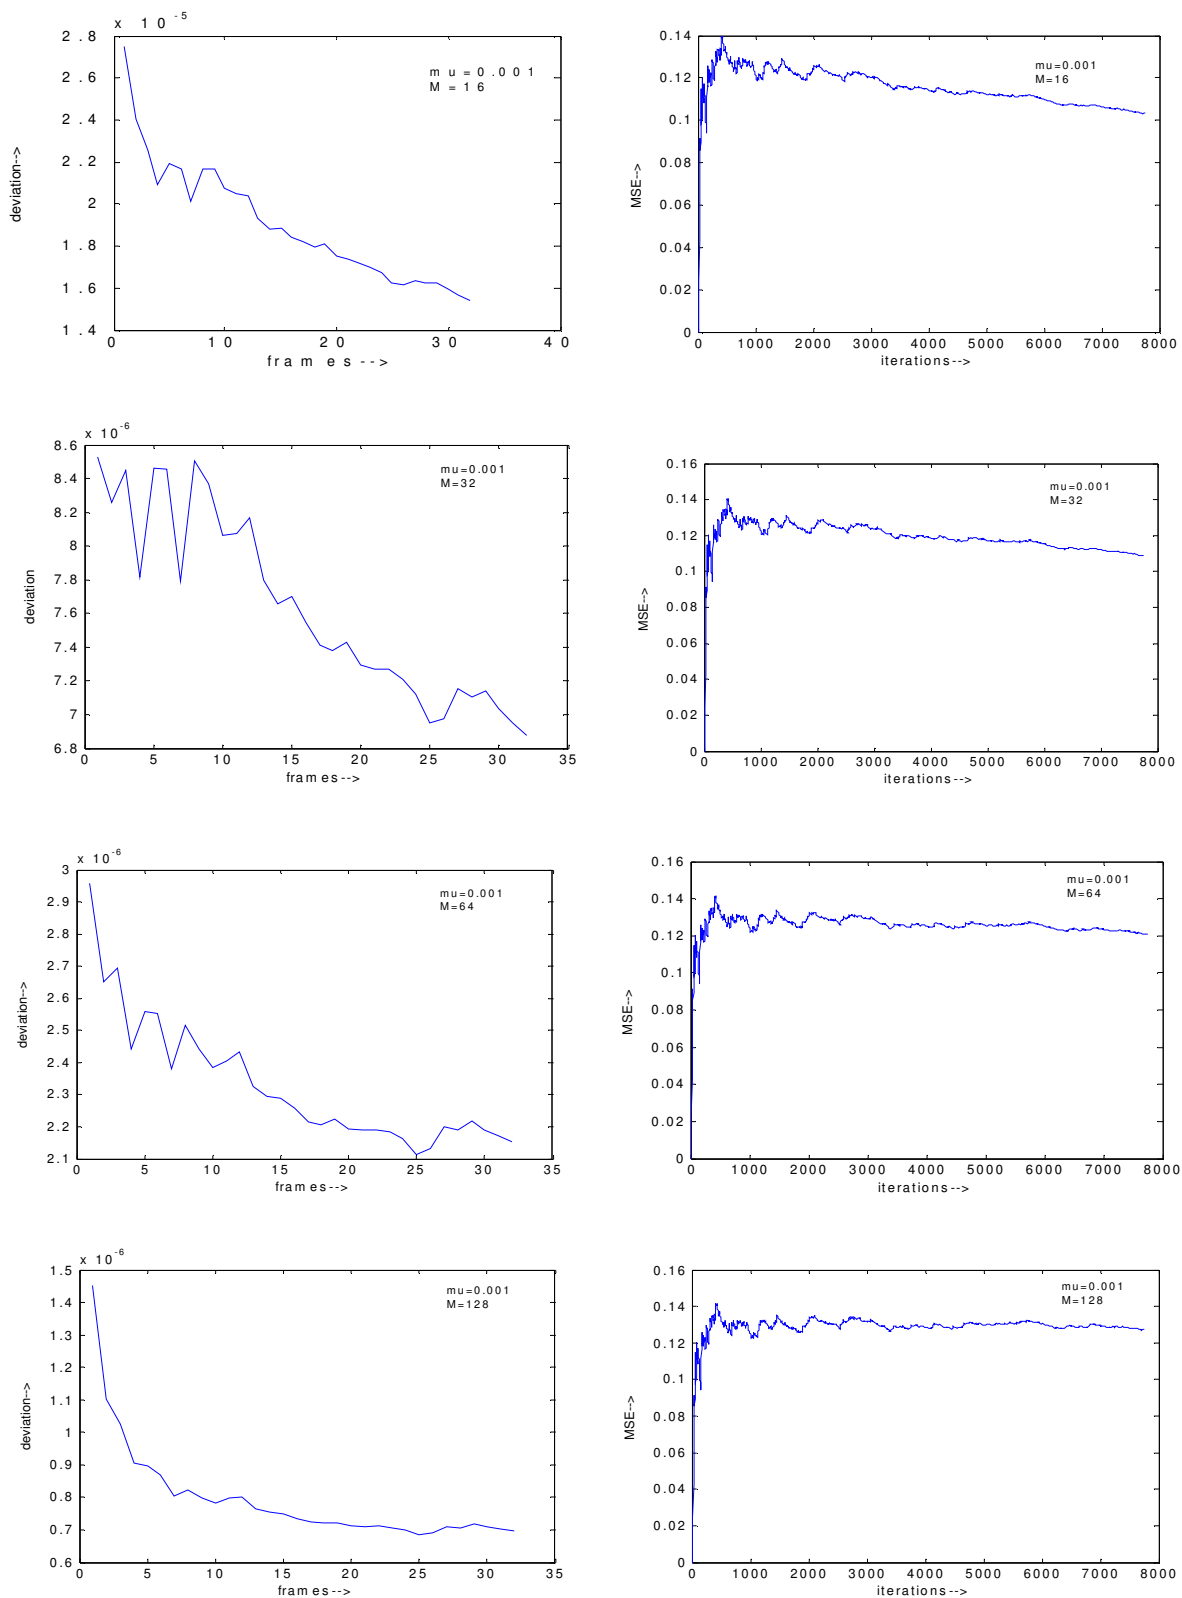 x 10-5
2.8
2.6
2.4
2.2
2
1.8
1.6
1.4
0 10 20 30 40
frames-->
deviation-->
mu=0.001
M=16
0.14
0.12
0.1
0.08
0.06
0.04
0.02
0
0 1000 2000 3000 4000 5000 6000 7000 8000
iterations-->
MSE-->
mu=0.001
M=16
x 10-6
8.6
8.4
8.2
8
7.8
7.6
7.4
7.2
7
6.8
0 5 10 15 20 25 30 35
frames-->
deviation
mu=0.001
M=32
0.16
0.14
0.12
0.1
0.08
0.06
0.04
0.02
0
0 1000 2000 3000 4000 5000 6000 7000 8000
iterations-->
MSE-->
mu=0.001
M=32
x 10-6
3
2.9
2.8
2.7
2.6
2.5
2.4
2.3
2.2
2.1
0 5 10 15 20 25 30 35
frames-->
deviation-->
mu=0.001
M=64
0.16
0.14
0.12
0.1
0.08
0.06
0.04
0.02
0
0 1000 2000 3000 4000 5000 6000 7000 8000
iterations-->
MSE-->
mu=0.001
M=64
x 10-6
1.5
1.4
1.3
1.2
1.1
1
0.9
0.8
0.7
0.6
0 5 10 15 20 25 30 35
frames-->
deviation-->
mu=0.001
M=128
0.16
0.14
0.12
0.1
0.08
0.06
0.04
0.02
0
0 1000 2000 3000 4000 5000 6000 7000 8000
iterations-->
MSE-->
mu=0.001
M=128